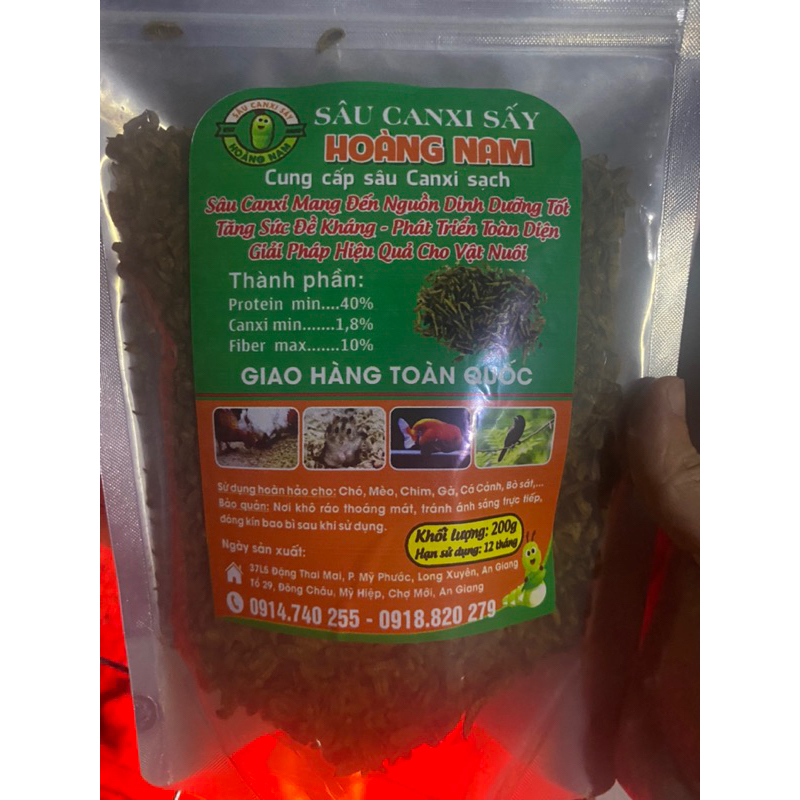 SÂU CANXI SẤY
HOÀNG NAM
SÂU CANXI SẤY
HOÀNG NAM
Cung cấp sâu Canxi sạch
Sâu Canxi Mang Đến Nguồn Dinh Dưỡng Tốt
Tăng Sức Đề Kháng - Phát Triển Toàn Diện
Giải Pháp Hiệu Quả Cho Vật Nuôi
Thành phần:
Protein min....40%
Canxi min.......1,8%
Fiber max.......10%
GIAO HÀNG TOÀN QUỐC
Sử dụng hoàn hảo cho: Chó, Mèo, Chim, Gà, Cá Cảnh, Bò sát,...
Bảo quản: Nơi khô ráo thoáng mát, tránh ánh sáng trực tiếp,
đóng kín bao bì sau khi sử dụng.
Khối lượng: 200g
Hạn sử dụng: 12 tháng
Ngày sản xuất:
37L5 Đặng Thai Mai, P. Mỹ Phước, Long Xuyên, An Giang
Tổ 29, Đông Châu, Mỹ Hiệp, Chợ Mới, An Giang
0914.740 255 - 0918.820 279